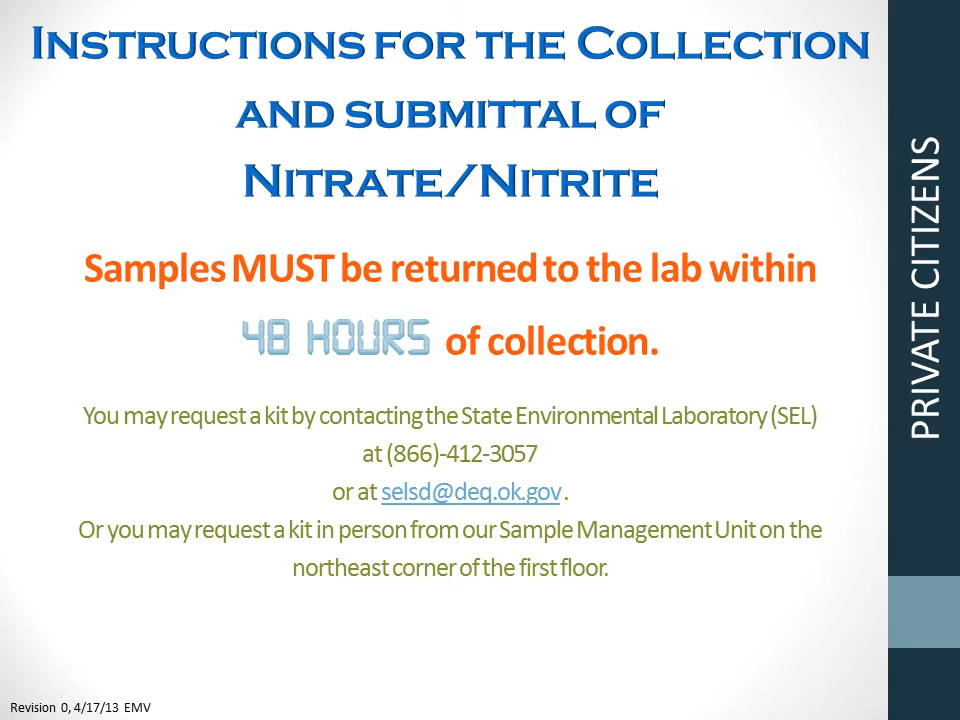 Instructions for the Collection
and submittal of
Nitrate/Nitrite
Samples MUST be returned to the lab within
48 HOURS of collection.
You may request a kit by contacting the State Environmental Laboratory (SEL)
at (866)-412-3057
or at selsd@deq.ok.gov.
Or you may request a kit in person from our Sample Management Unit on the
northeast corner of the first floor.
PRIVATE CITIZENS
Revision 0, 4/17/13 EMV